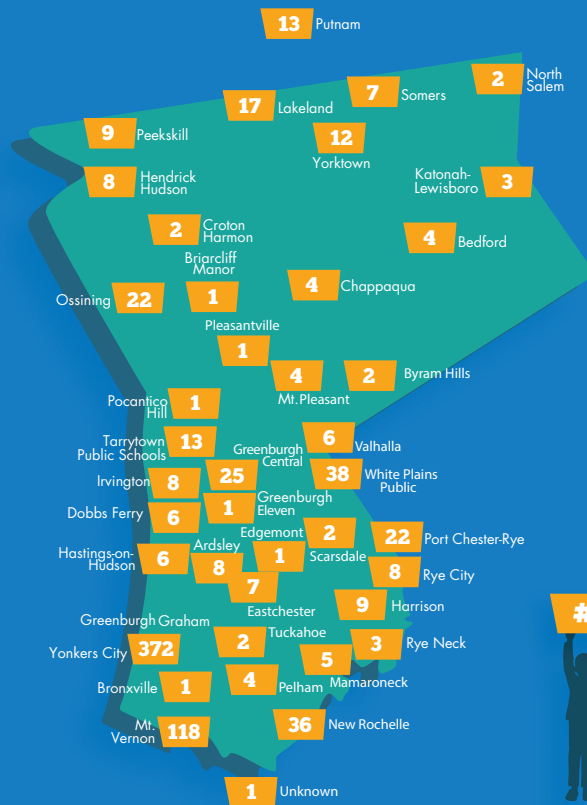 13 Putnam
2 North
Salem
7 Somers
17 Lakeland
9 Peekskill
12
Yorktown
8 Hendrick
Hudson
Katonah-
Lewisboro 3
2 Croton
Harmon
4 Bedford
Briarcliff
Manor
1
Ossining 22
4 Chappaqua
Pleasantville
1
4
Mt. Pleasant
2 Byram Hills
Pocantico
Hill 1
Tarrytown
Public Schools 13
6 Valhalla
Greenburgh
Central
25
38 White Plains
Public
Irvington 8
1 Greenburgh
Eleven
Dobbs Ferry 6
Edgemont
1
2
Scarsdale
22 Port Chester-Rye
Hastings-on-
Hudson 6
Ardsley
8
8 Rye City
7
Eastchester
9 Harrison
Greenburgh Graham
Yonkers City 372
2 Tuckahoe
3 Rye Neck
5
Mamaroneck
Bronxville 1
4 Pelham
Mt.
Vernon 118
36 New Rochelle
1 Unknown
#